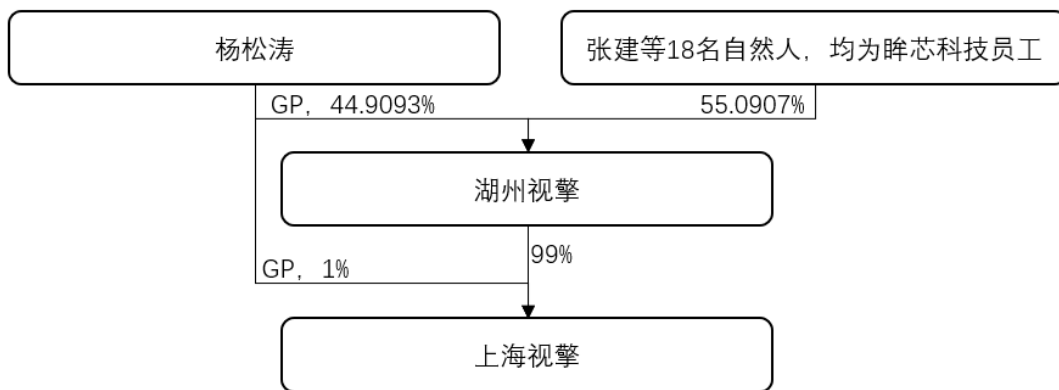 杨松涛
张建等18名自然人，均为眸芯科技员工
GP，44.9093%
55.0907%
湖州视擎
99%
GP，1%
上海视擎